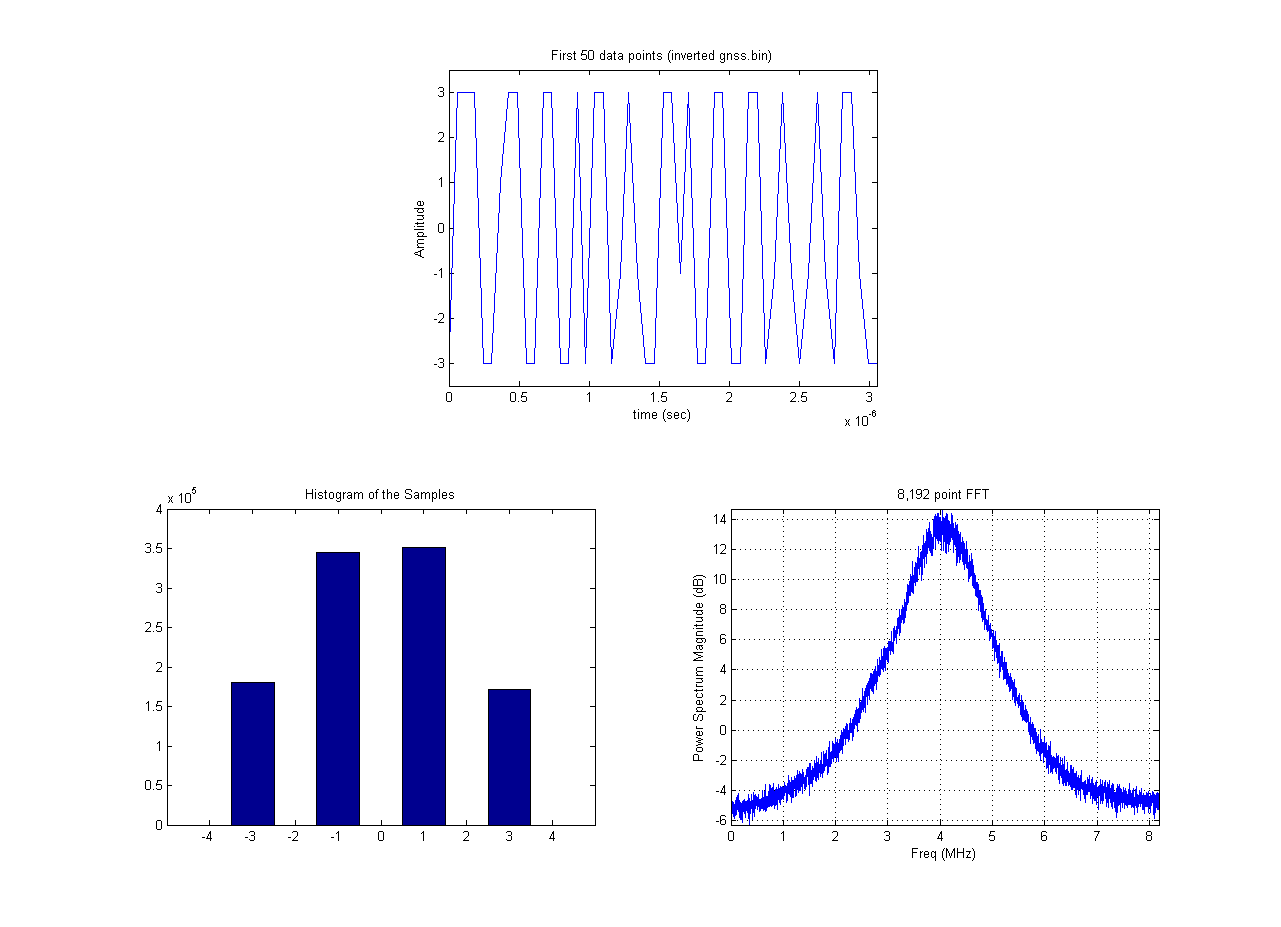 First 50 data points (inverted gnss.bin)
3
2
1
0
-1
-2
-3
Amplitude
0 0.5 1 1.5 2 2.5 3
time (sec)
x 10^-6
Histogram of the Samples
x 10^5
4
3.5
3
2.5
2
1.5
1
0.5
0
-4 -3 -2 -1 0 1 2 3 4
8,192 point FFT
14
12
10
8
6
4
2
0
-2
-4
-6
Power Spectrum Magnitude (dB)
0 1 2 3 4 5 6 7 8
Freq (MHz)